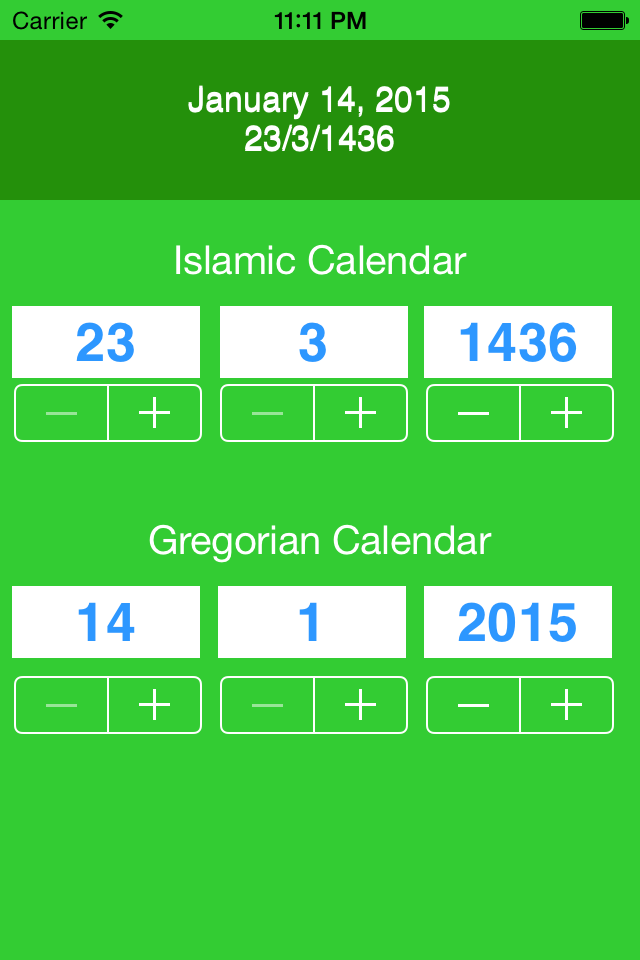 Carrier 11:11 PM
January 14, 2015
23/3/1436
Islamic Calendar
23 3 1436
− + − + − +
Gregorian Calendar
14 1 2015
− + − + − +